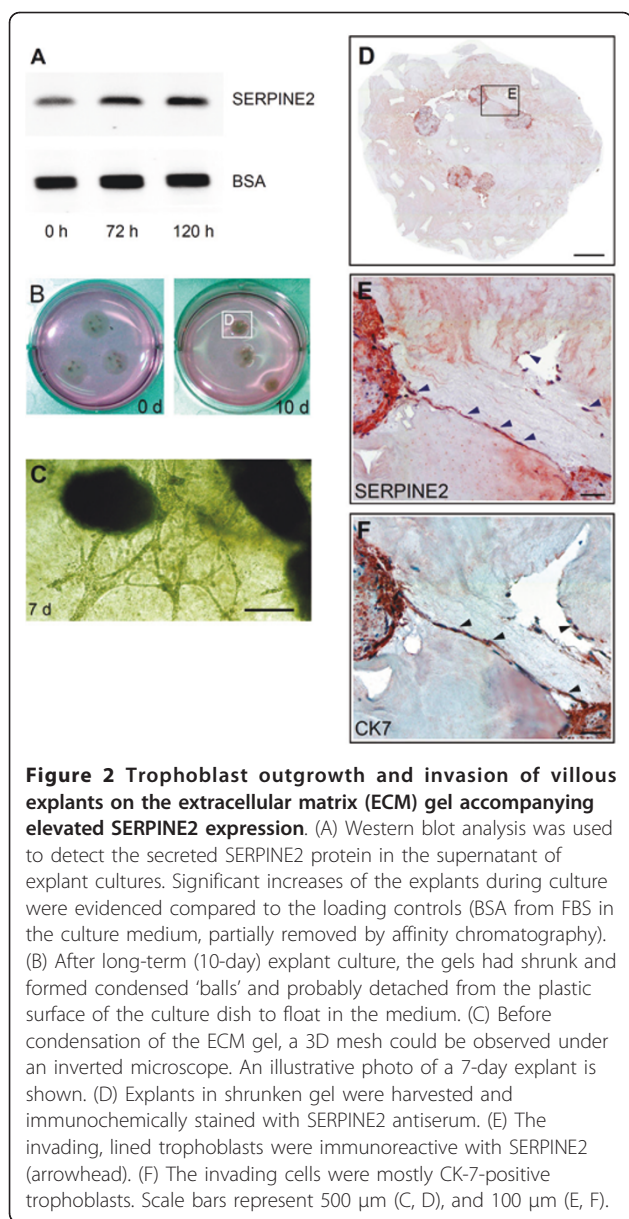 A
SERPINE2
BSA
0 h 72 h 120 h
B
0 d
D
10 d
C
7 d
D
E
E
SERPINE2
F
CK7
Figure 2 Trophoblast outgrowth and invasion of villous
explants on the extracellular matrix (ECM) gel accompanying
elevated SERPINE2 expression. (A) Western blot analysis was used
to detect the secreted SERPINE2 protein in the supernatant of
explant cultures. Significant increases of the explants during culture
were evidenced compared to the loading controls (BSA from FBS in
the culture medium, partially removed by affinity chromatography).
(B) After long-term (10-day) explant culture, the gels had shrunk and
formed condensed ‘balls’ and probably detached from the plastic
surface of the culture dish to float in the medium. (C) Before
condensation of the ECM gel, a 3D mesh could be observed under
an inverted microscope. An illustrative photo of a 7-day explant is
shown. (D) Explants in shrunken gel were harvested and
immunochemically stained with SERPINE2 antiserum. (E) The
invading, lined trophoblasts were immunoreactive with SERPINE2
(arrowhead). (F) The invading cells were mostly CK-7-positive
trophoblasts. Scale bars represent 500 μm (C, D), and 100 μm (E, F).